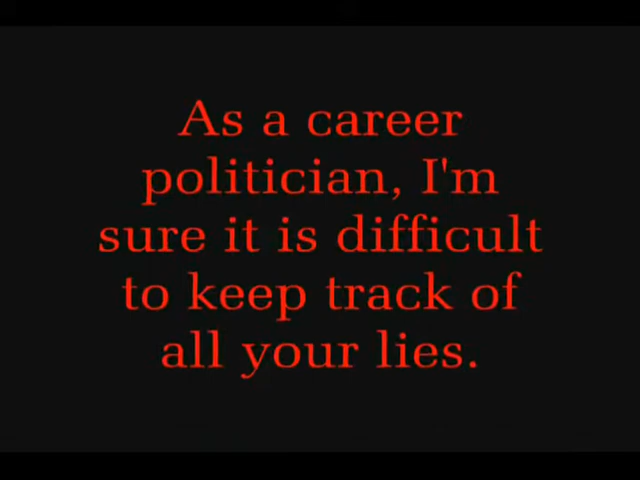 As a career
politician, I'm
sure it is difficult
to keep track of
all your lies.